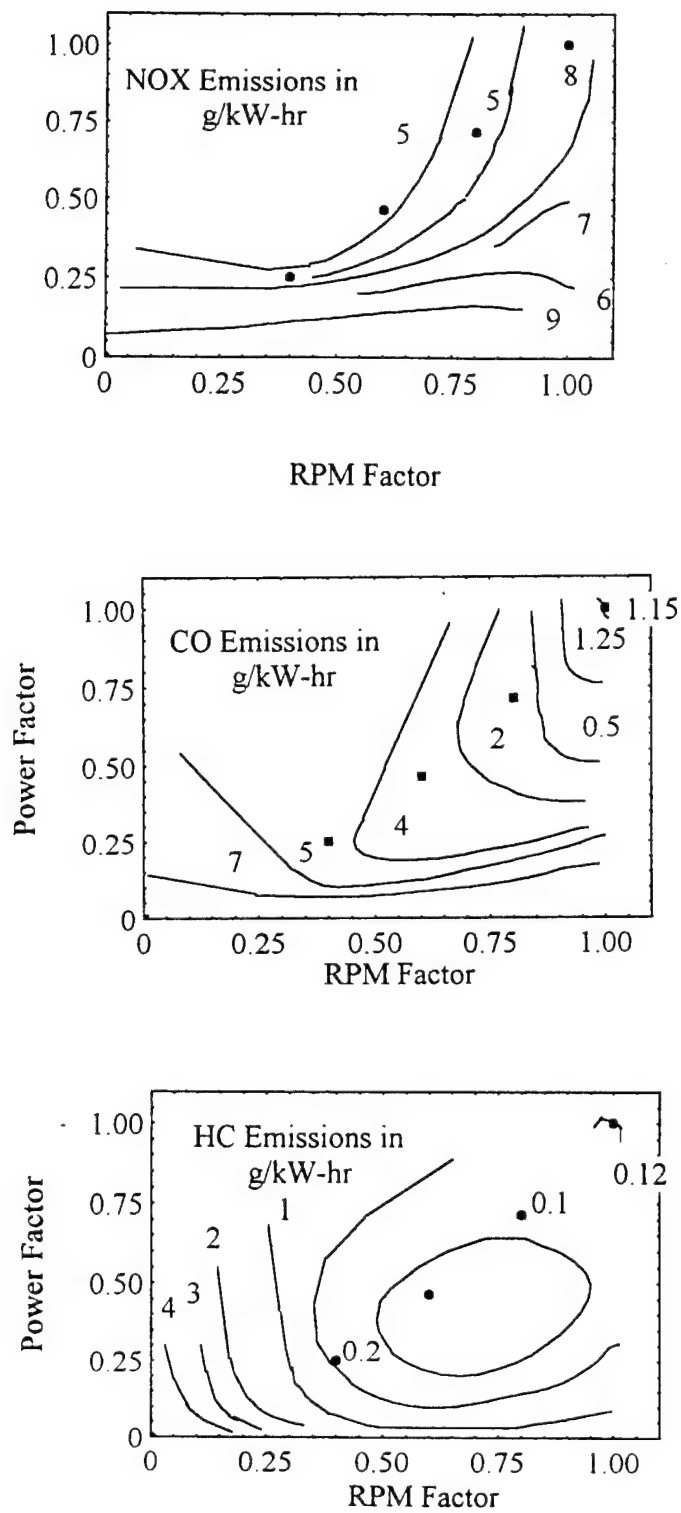 1.00
NOX Emissions in
g/kW-hr
8
5
0.75
5
0.50
7
0.25
6
9
0
0 0.25 0.50 0.75 1.00
RPM Factor
Power Factor
1.00
1.15
CO Emissions in
g/kW-hr
1.25
0.75
2
0.5
0.50
4
0.25
5
7
0
0 0.25 0.50 0.75 1.00
RPM Factor
Power Factor
1.00
HC Emissions in
g/kW-hr
0.12
0.75
1
0.1
2
0.50
3
4
0.25
0.2
0
0 0.25 0.50 0.75 1.00
RPM Factor